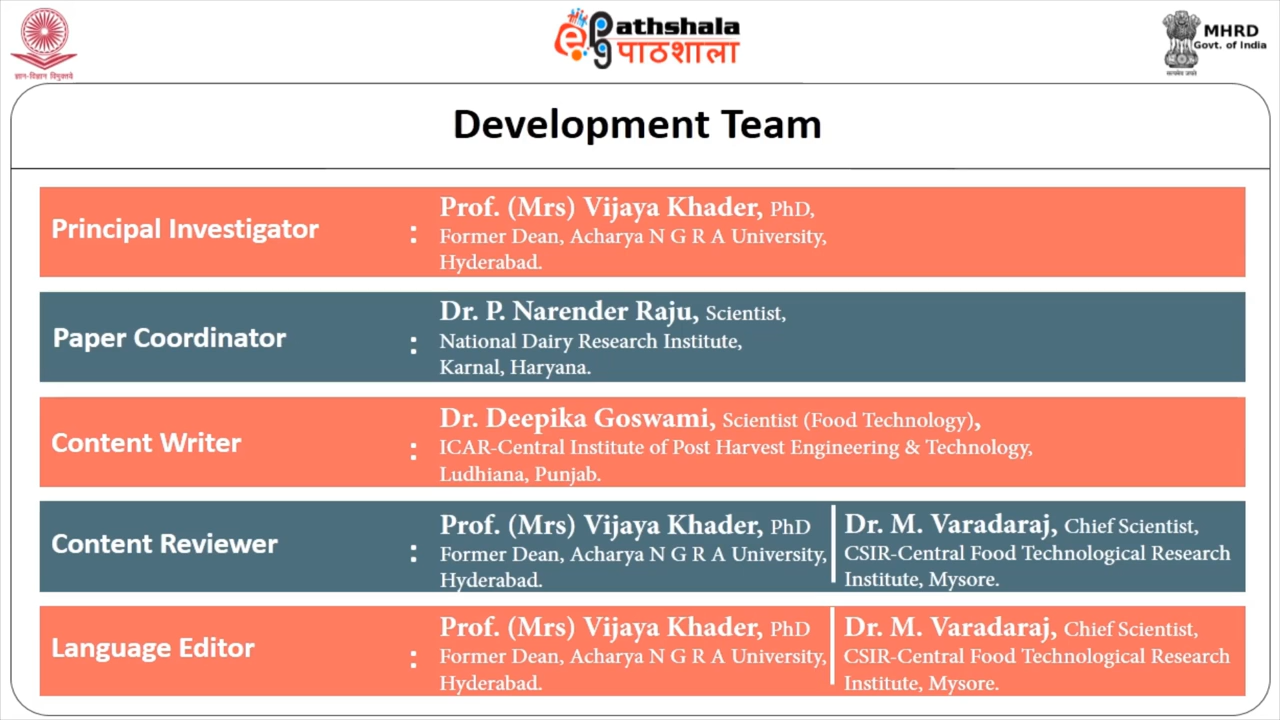 ज्ञान-विज्ञान विमुक्तये
Pathshala
पाठशाला
MHRD
Govt. of India
सत्यमेव जयते
Development Team
Principal Investigator : Prof. (Mrs) Vijaya Khader, PhD,
Former Dean, Acharya N G R A University,
Hyderabad.
Paper Coordinator : Dr. P. Narender Raju, Scientist,
National Dairy Research Institute,
Karnal, Haryana.
Content Writer : Dr. Deepika Goswami, Scientist (Food Technology),
ICAR-Central Institute of Post Harvest Engineering & Technology,
Ludhiana, Punjab.
Content Reviewer : Prof. (Mrs) Vijaya Khader, PhD
Former Dean, Acharya N G R A University,
Hyderabad.
Dr. M. Varadaraj, Chief Scientist,
CSIR-Central Food Technological Research
Institute, Mysore.
Language Editor : Prof. (Mrs) Vijaya Khader, PhD
Former Dean, Acharya N G R A University,
Hyderabad.
Dr. M. Varadaraj, Chief Scientist,
CSIR-Central Food Technological Research
Institute, Mysore.